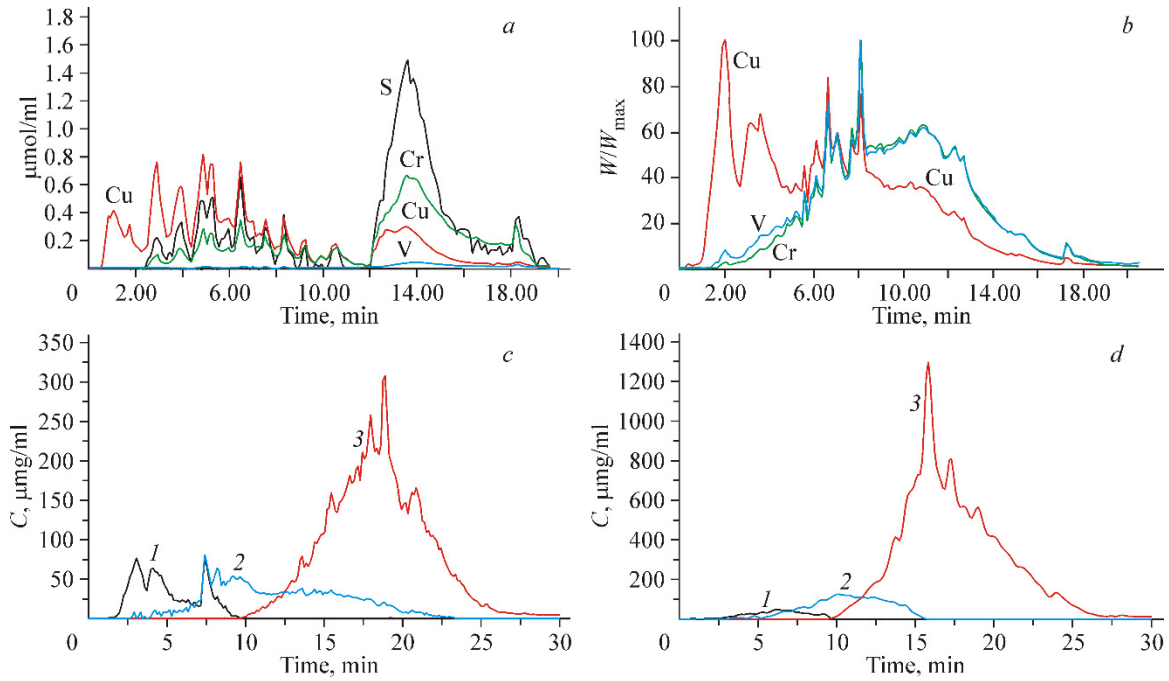 a
1.8
1.6
1.4
1.2
1.0
0.8
0.6
0.4
0.2
μmol/ml
S
Cr
Cu
Cu
V
0 2.00 6.00 10.00 14.00 18.00
Time, min
b
100
80
60
40
20
W/Wmax
Cu
Cu
V
Cr
0 2.00 6.00 10.00 14.00 18.00
Time, min
c
350
300
250
200
150
100
50
C, μmg/ml
1
2
3
0 5 10 15 20 25 30
Time, min
d
1400
1200
1000
800
600
400
200
C, μmg/ml
3
1
2
0 5 10 15 20 25 30
Time, min